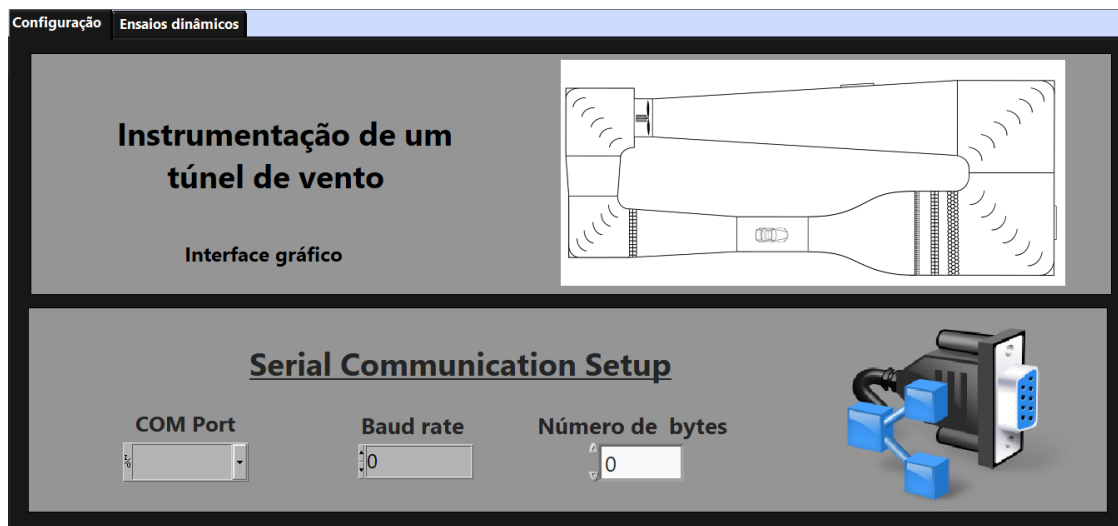 Configuração
Ensaios dinâmicos
Instrumentação de um
túnel de vento
Interface gráfico
Serial Communication Setup
COM Port
Baud rate
Número de bytes
0
0